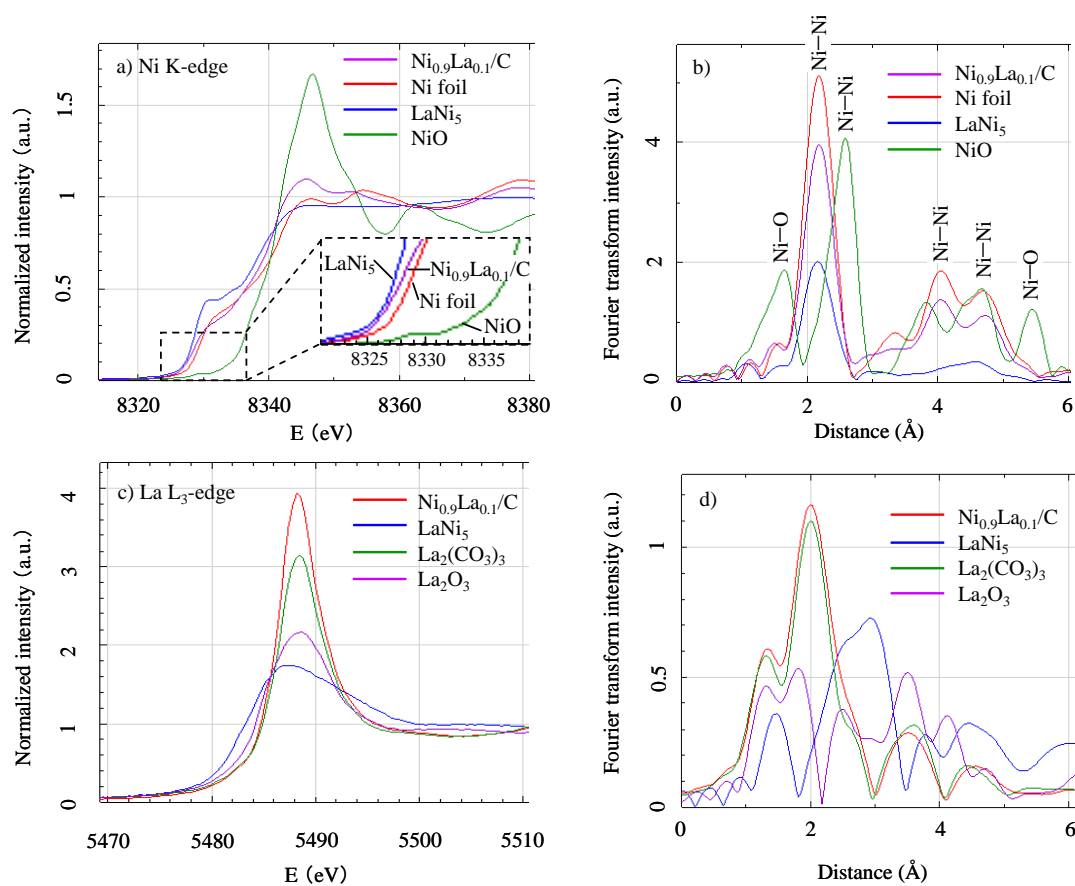 a) Ni K-edge
Ni0.9La0.1/C
Ni foil
LaNi5
NiO
Normalized intensity (a.u.)
1.5
1
0.5
0
LaNi5
Ni0.9La0.1/C
Ni foil
NiO
8325
8330
8335
8320
8340
8360
8380
E (eV)
b)
Ni−Ni
Ni−Ni
Ni0.9La0.1/C
Ni foil
LaNi5
NiO
Ni−O
Ni−Ni
Ni−Ni
Ni−O
Fourier transform intensity (a.u.)
4
2
0
0
2
4
6
Distance (Å)
c) La L3-edge
Ni0.9La0.1/C
LaNi5
La2(CO3)3
La2O3
Normalized intensity (a.u.)
4
3
2
1
0
5470
5480
5490
5500
5510
E (eV)
d)
Ni0.9La0.1/C
LaNi5
La2(CO3)3
La2O3
Fourier transform intensity (a.u.)
1
0.5
0
0
2
4
6
Distance (Å)